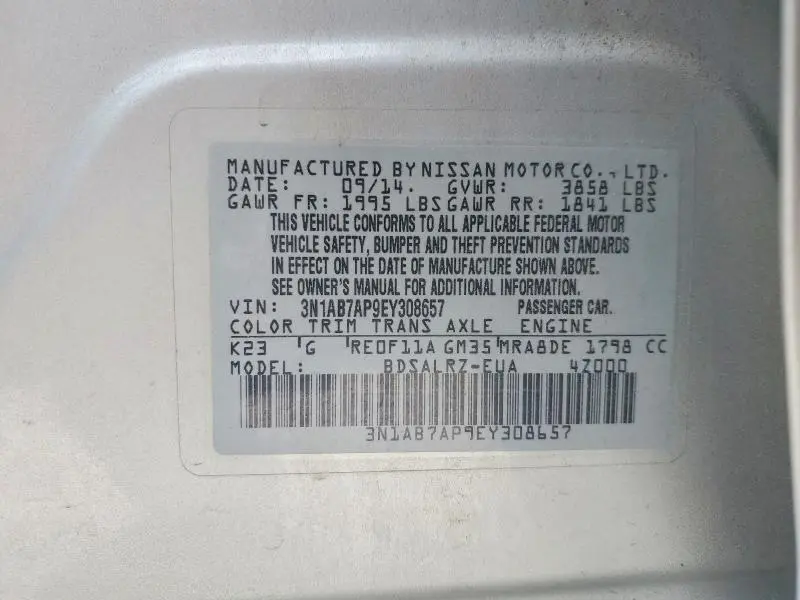 MANUFACTURED BY NISSAN MOTOR CO., LTD.
DATE: 09/14. GVWR: 3858 LBS
GAWR FR: 1995 LBS GAWR RR: 1841 LBS
THIS VEHICLE CONFORMS TO ALL APPLICABLE FEDERAL MOTOR
VEHICLE SAFETY, BUMPER AND THEFT PREVENTION STANDARDS
IN EFFECT ON THE DATE OF MANUFACTURE SHOWN ABOVE.
SEE OWNER'S MANUAL FOR ADDITIONAL INFORMATION.
VIN: 3N1AB7AP9EY308657 PASSENGER CAR.
COLOR TRIM TRANS AXLE ENGINE
K23 G RE0F11A GM35 MRA8DE 1798 CC
MODEL: BDSALRZ-EUA 4Z000
3N1AB7AP9EY308657